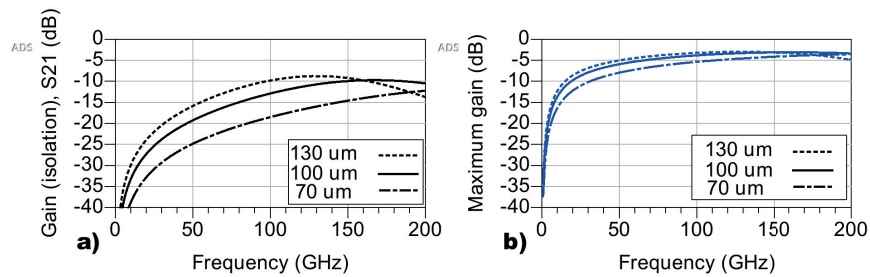 ADS
Gain (isolation), S21 (dB)
0
-5
-10
-15
-20
-25
-30
-35
-40
130 um
100 um
70 um
0
50
100
150
200
a)
Frequency (GHz)
ADS
Maximum gain (dB)
0
-5
-10
-15
-20
-25
-30
-35
-40
130 um
100 um
70 um
0
50
100
150
200
b)
Frequency (GHz)